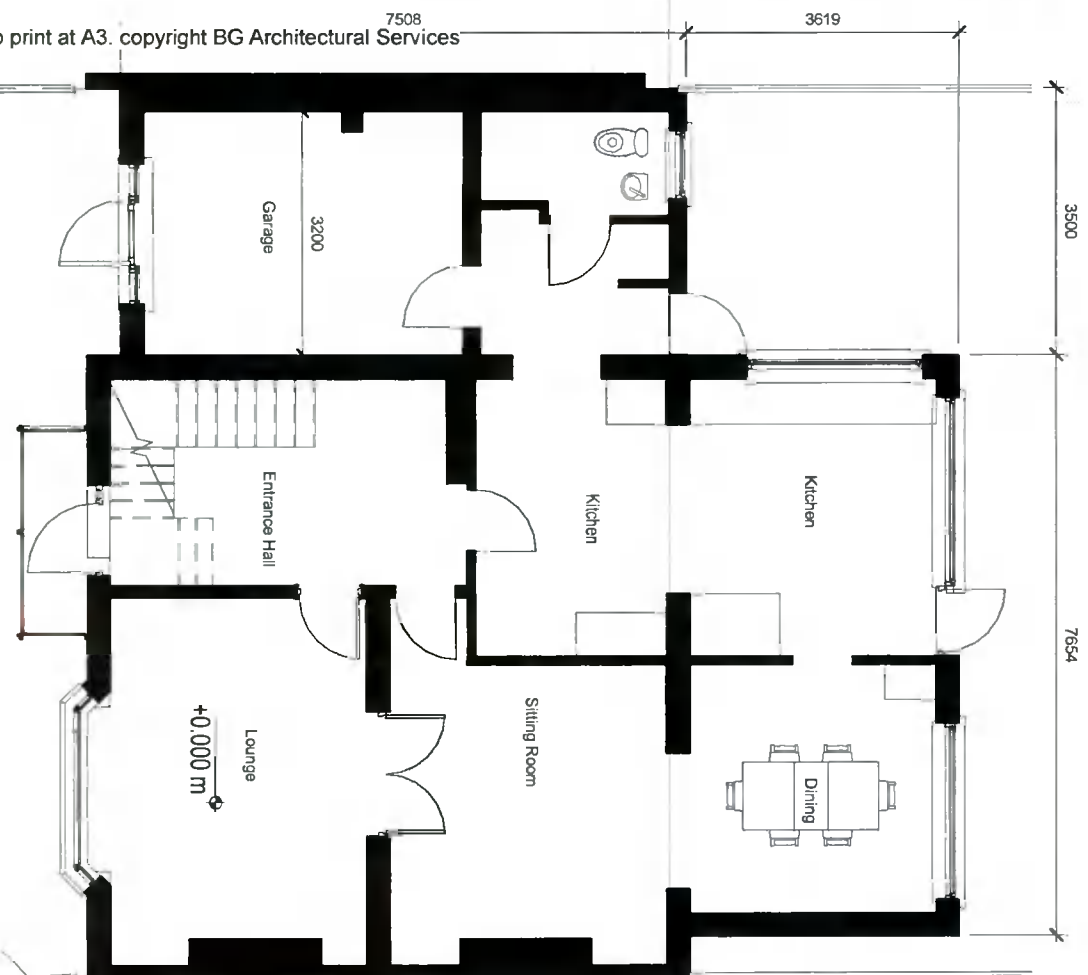 7508
3619
o print at A3. copyright BG Architectural Services
3500
Garage
3200
Entrance Hall
Kitchen
Kitchen
7654
Sitting Room
Lounge
+0.000 m
Dining